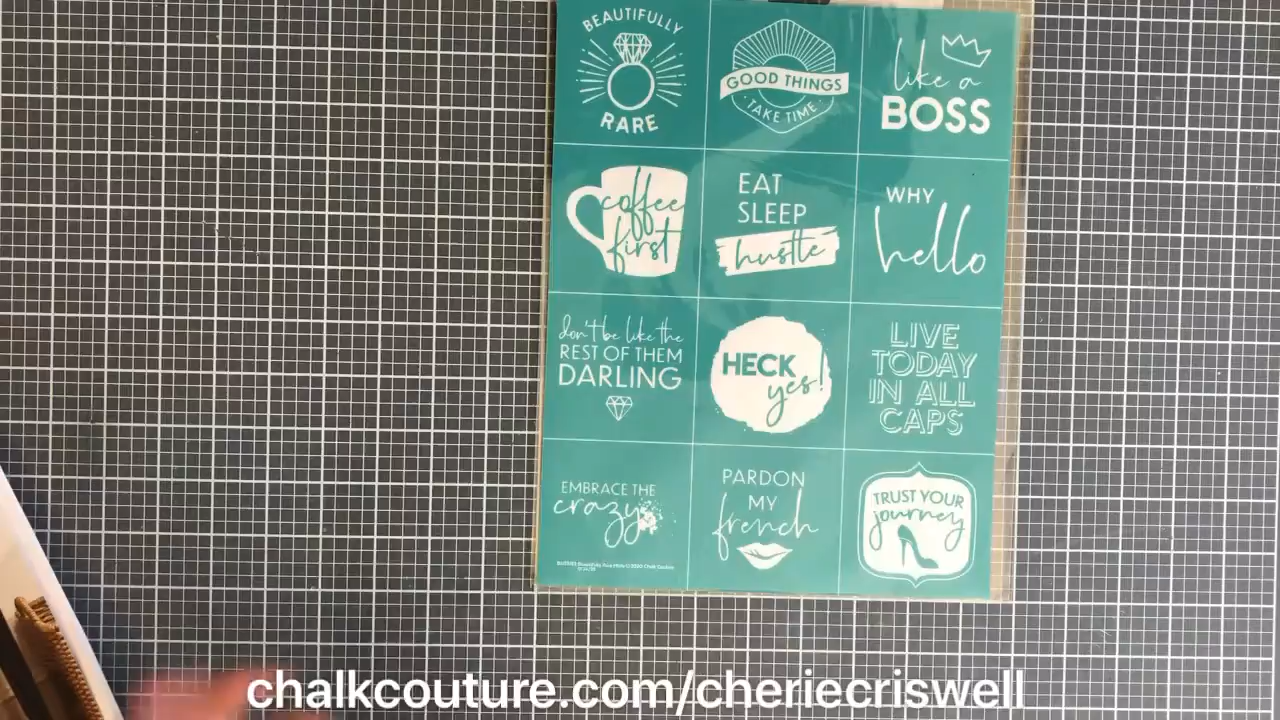 BEAUTIFULLY
RARE
GOOD THINGS
· TAKE TIME ·
like a
BOSS
coffee
first
EAT
SLEEP
hustle
WHY
hello
don't be like the
REST OF THEM
DARLING
HECK
yes!
LIVE
TODAY
IN ALL
CAPS
EMBRACE THE
crazy
PARDON
MY
french
TRUST YOUR
journey
chalkcouture.com/cheriecriswell